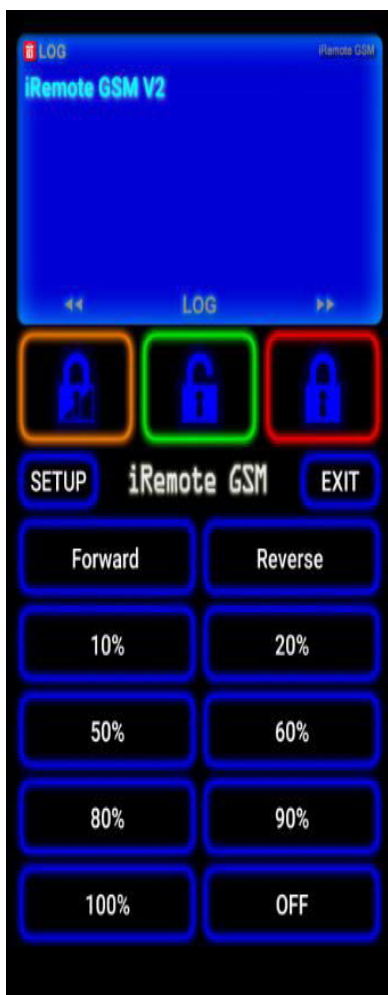 LOG iRemote GSM
iRemote GSM V2
LOG
SETUP iRemote GSM EXIT
Forward Reverse
10% 20%
50% 60%
80% 90%
100% OFF